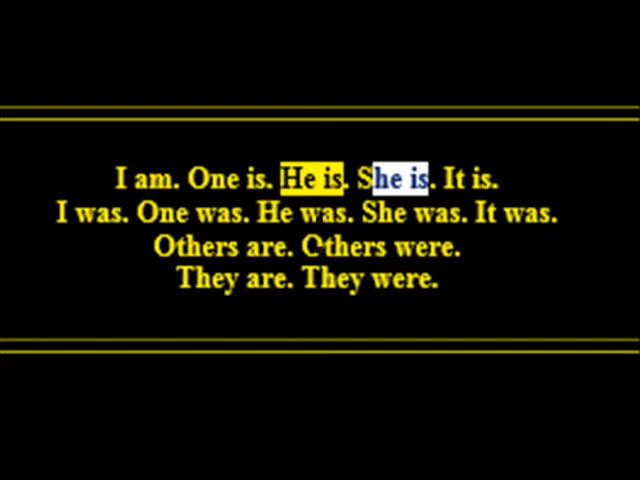 I am. One is. He is. She is. It is.
I was. One was. He was. She was. It was.
Others are. Others were.
They are. They were.